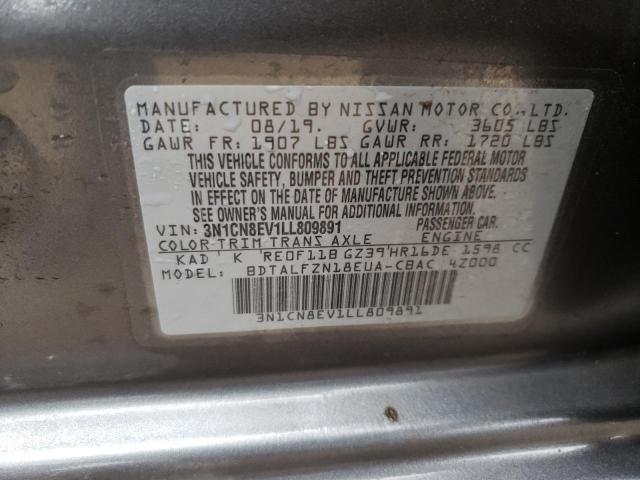 MANUFACTURED BY NISSAN MOTOR CO.,LTD.
DATE: 08/19. GVWR: 3605 LBS
GAWR FR: 1907 LBS GAWR RR: 1720 LBS
THIS VEHICLE CONFORMS TO ALL APPLICABLE FEDERAL MOTOR
VEHICLE SAFETY, BUMPER AND THEFT PREVENTION STANDARDS
IN EFFECT ON THE DATE OF MANUFACTURE SHOWN ABOVE.
SEE OWNER'S MANUAL FOR ADDITIONAL INFORMATION.
VIN: 3N1CN8EV1LL809891 PASSENGER CAR.
COLOR TRIM TRANS AXLE ENGINE
KAD K RE0F11B GZ39 HR16DE 1598 CC
MODEL: BDTALFZN18EUA-CBAC 4Z000
3N1CN8EV1LL809891